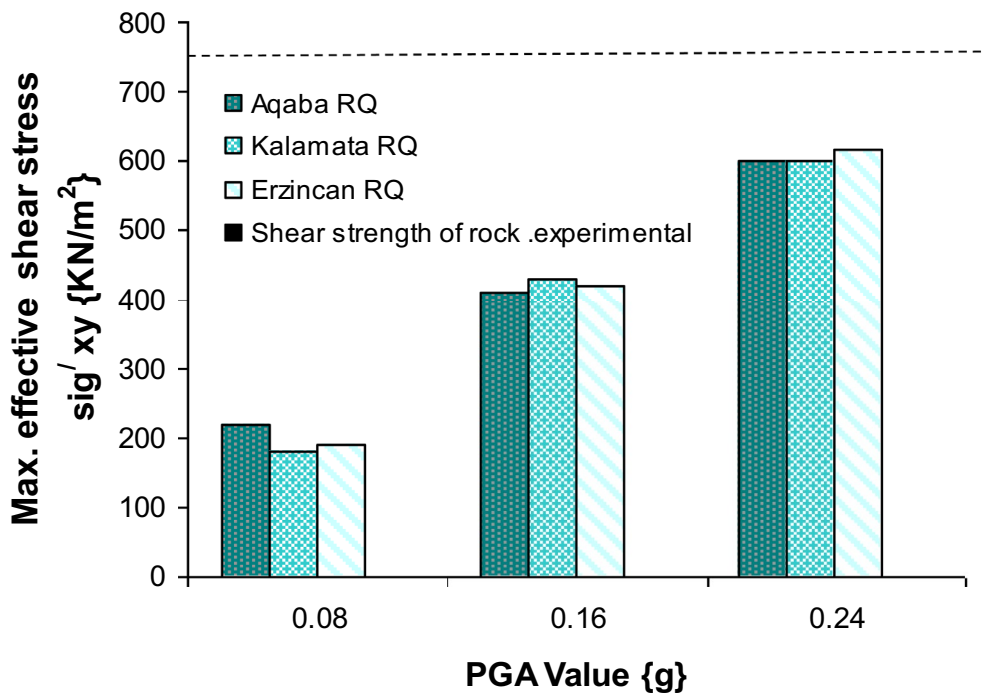 Max. effective shear stress
sig/ xy {KN/m²}
800
700
600
500
400
300
200
100
0
Aqaba RQ
Kalamata RQ
Erzincan RQ
Shear strength of rock .experimental
0.08
0.16
0.24
PGA Value {g}